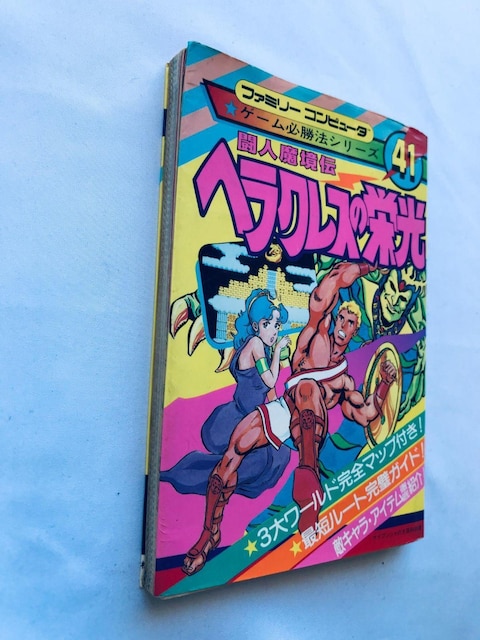 ファミリーコンピュータ
★ゲーム必勝法シリーズ
41
闘人魔境伝
ヘラクレスの栄光
★3大ワールド完全マップ付き！
★最短ルート完璧ガイド！
敵キャラ・アイテム
紹介